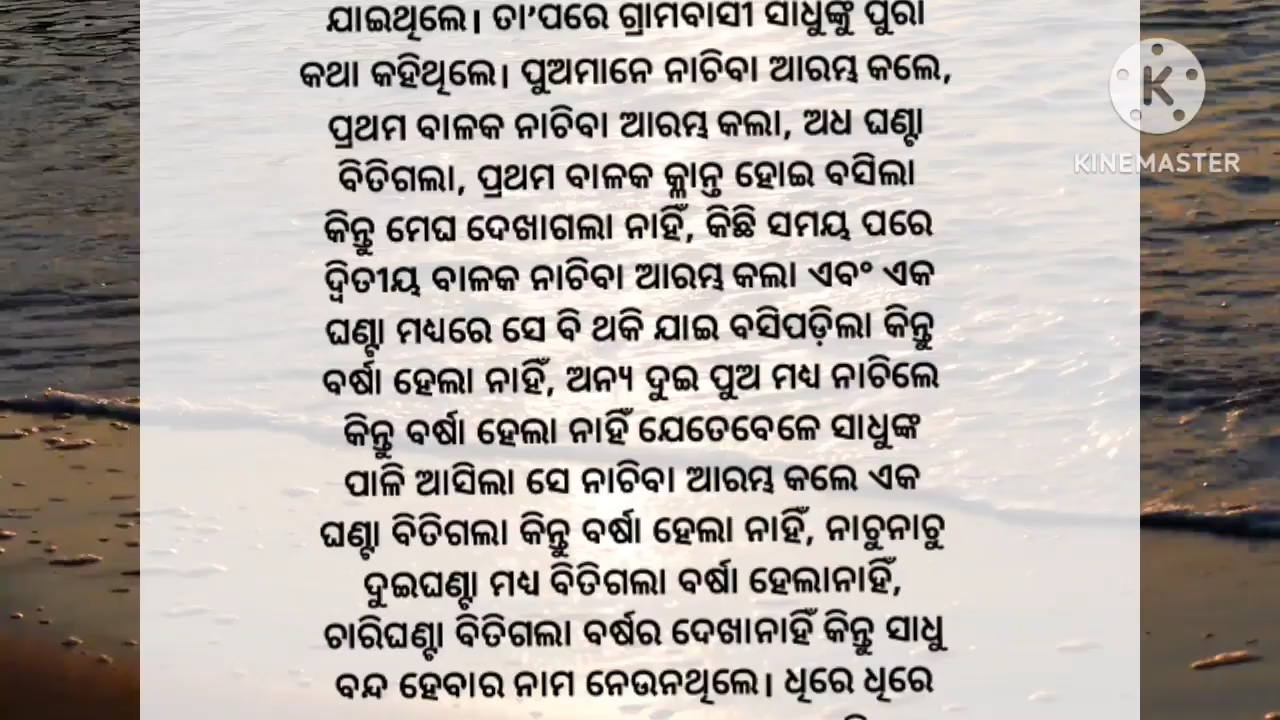 ଯାଇଥିଲେ। ତା'ପରେ ଗ୍ରାମବାସୀ ସାଧୁଙ୍କୁ ପୁରା
କଥା କହିଥିଲେ। ପୁଅମାନେ ନାଚିବା ଆରମ୍ଭ କଲେ,
ପ୍ରଥମ ବାଳକ ନାଚିବା ଆରମ୍ଭ କଲା, ଅଧ ଘଣ୍ଟା
ବିତିଗଲା, ପ୍ରଥମ ବାଳକ କ୍ଳାନ୍ତ ହୋଇ ବସିଲା
କିନ୍ତୁ ମେଘ ଦେଖାଗଲା ନାହିଁ, କିଛି ସମୟ ପରେ
ଦ୍ୱିତୀୟ ବାଳକ ନାଚିବା ଆରମ୍ଭ କଲା ଏବଂ ଏକ
ଘଣ୍ଟା ମଧ୍ୟରେ ସେ ବି ଥକି ଯାଇ ବସିପଡ଼ିଲା କିନ୍ତୁ
ବର୍ଷା ହେଲା ନାହିଁ, ଅନ୍ୟ ଦୁଇ ପୁଅ ମଧ୍ୟ ନାଚିଲେ
କିନ୍ତୁ ବର୍ଷା ହେଲା ନାହିଁ ଯେତେବେଳେ ସାଧୁଙ୍କ
ପାଳି ଆସିଲା ସେ ନାଚିବା ଆରମ୍ଭ କଲେ ଏକ
ଘଣ୍ଟା ବିତିଗଲା କିନ୍ତୁ ବର୍ଷା ହେଲା ନାହିଁ, ନାଚୁନାଚୁ
ଦୁଇଘଣ୍ଟା ମଧ୍ୟ ବିତିଗଲା ବର୍ଷା ହେଲାନାହିଁ,
ଚାରିଘଣ୍ଟା ବିତିଗଲା ବର୍ଷର ଦେଖାନାହିଁ କିନ୍ତୁ ସାଧୁ
ବନ୍ଦ ହେବାର ନାମ ନେଉନଥିଲେ। ଧିରେ ଧିରେ
KINEMASTER